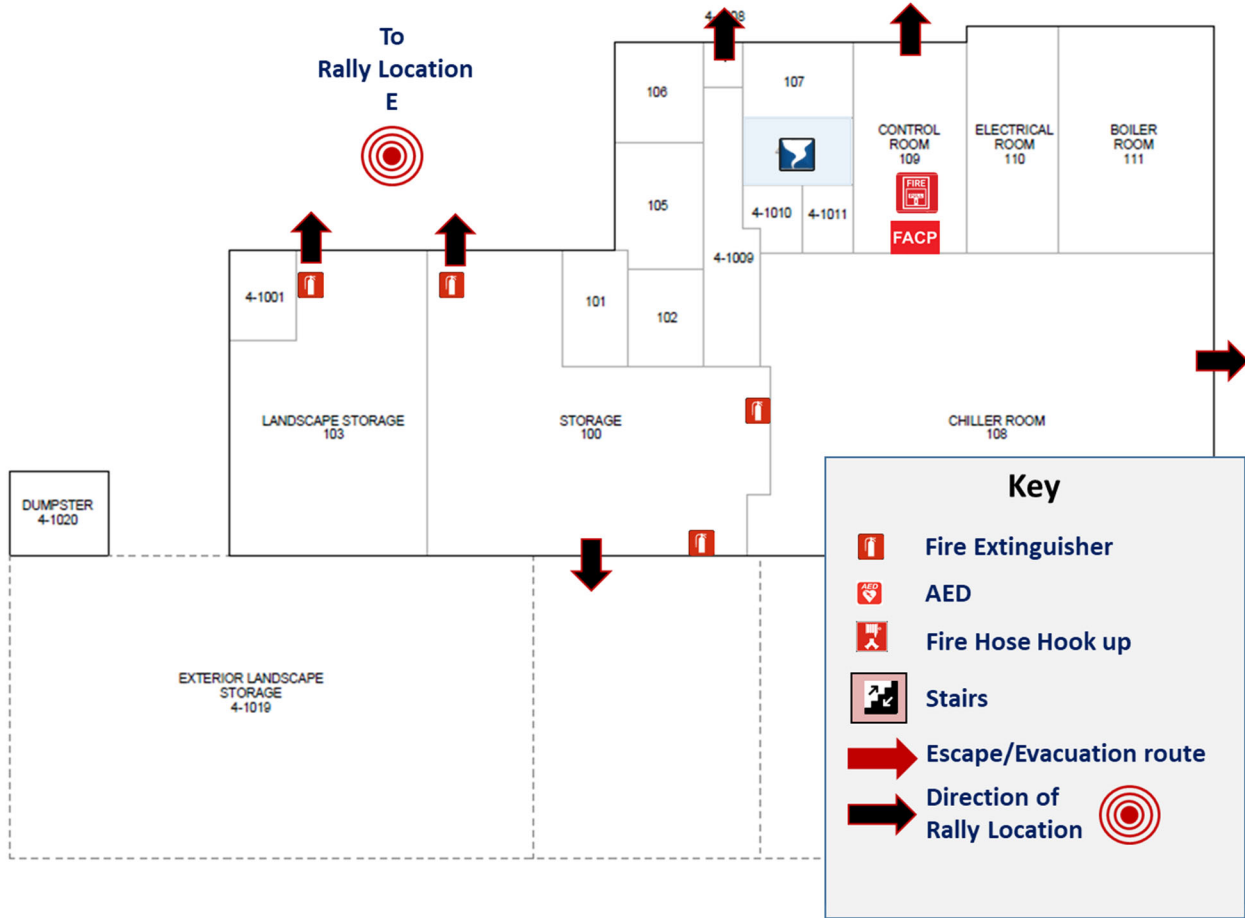 To
Rally Location
E
106
107
CONTROL
ROOM
109
ELECTRICAL
ROOM
110
BOILER
ROOM
111
FIRE
FACP
105
4-1010
4-1011
4-1009
4-1001
101
102
LANDSCAPE STORAGE
103
STORAGE
100
CHILLER ROOM
108
DUMPSTER
4-1020
EXTERIOR LANDSCAPE
STORAGE
4-1019
Key
Fire Extinguisher
AED
AED
Fire Hose Hook up
Stairs
Escape/Evacuation route
Direction of
Rally Location